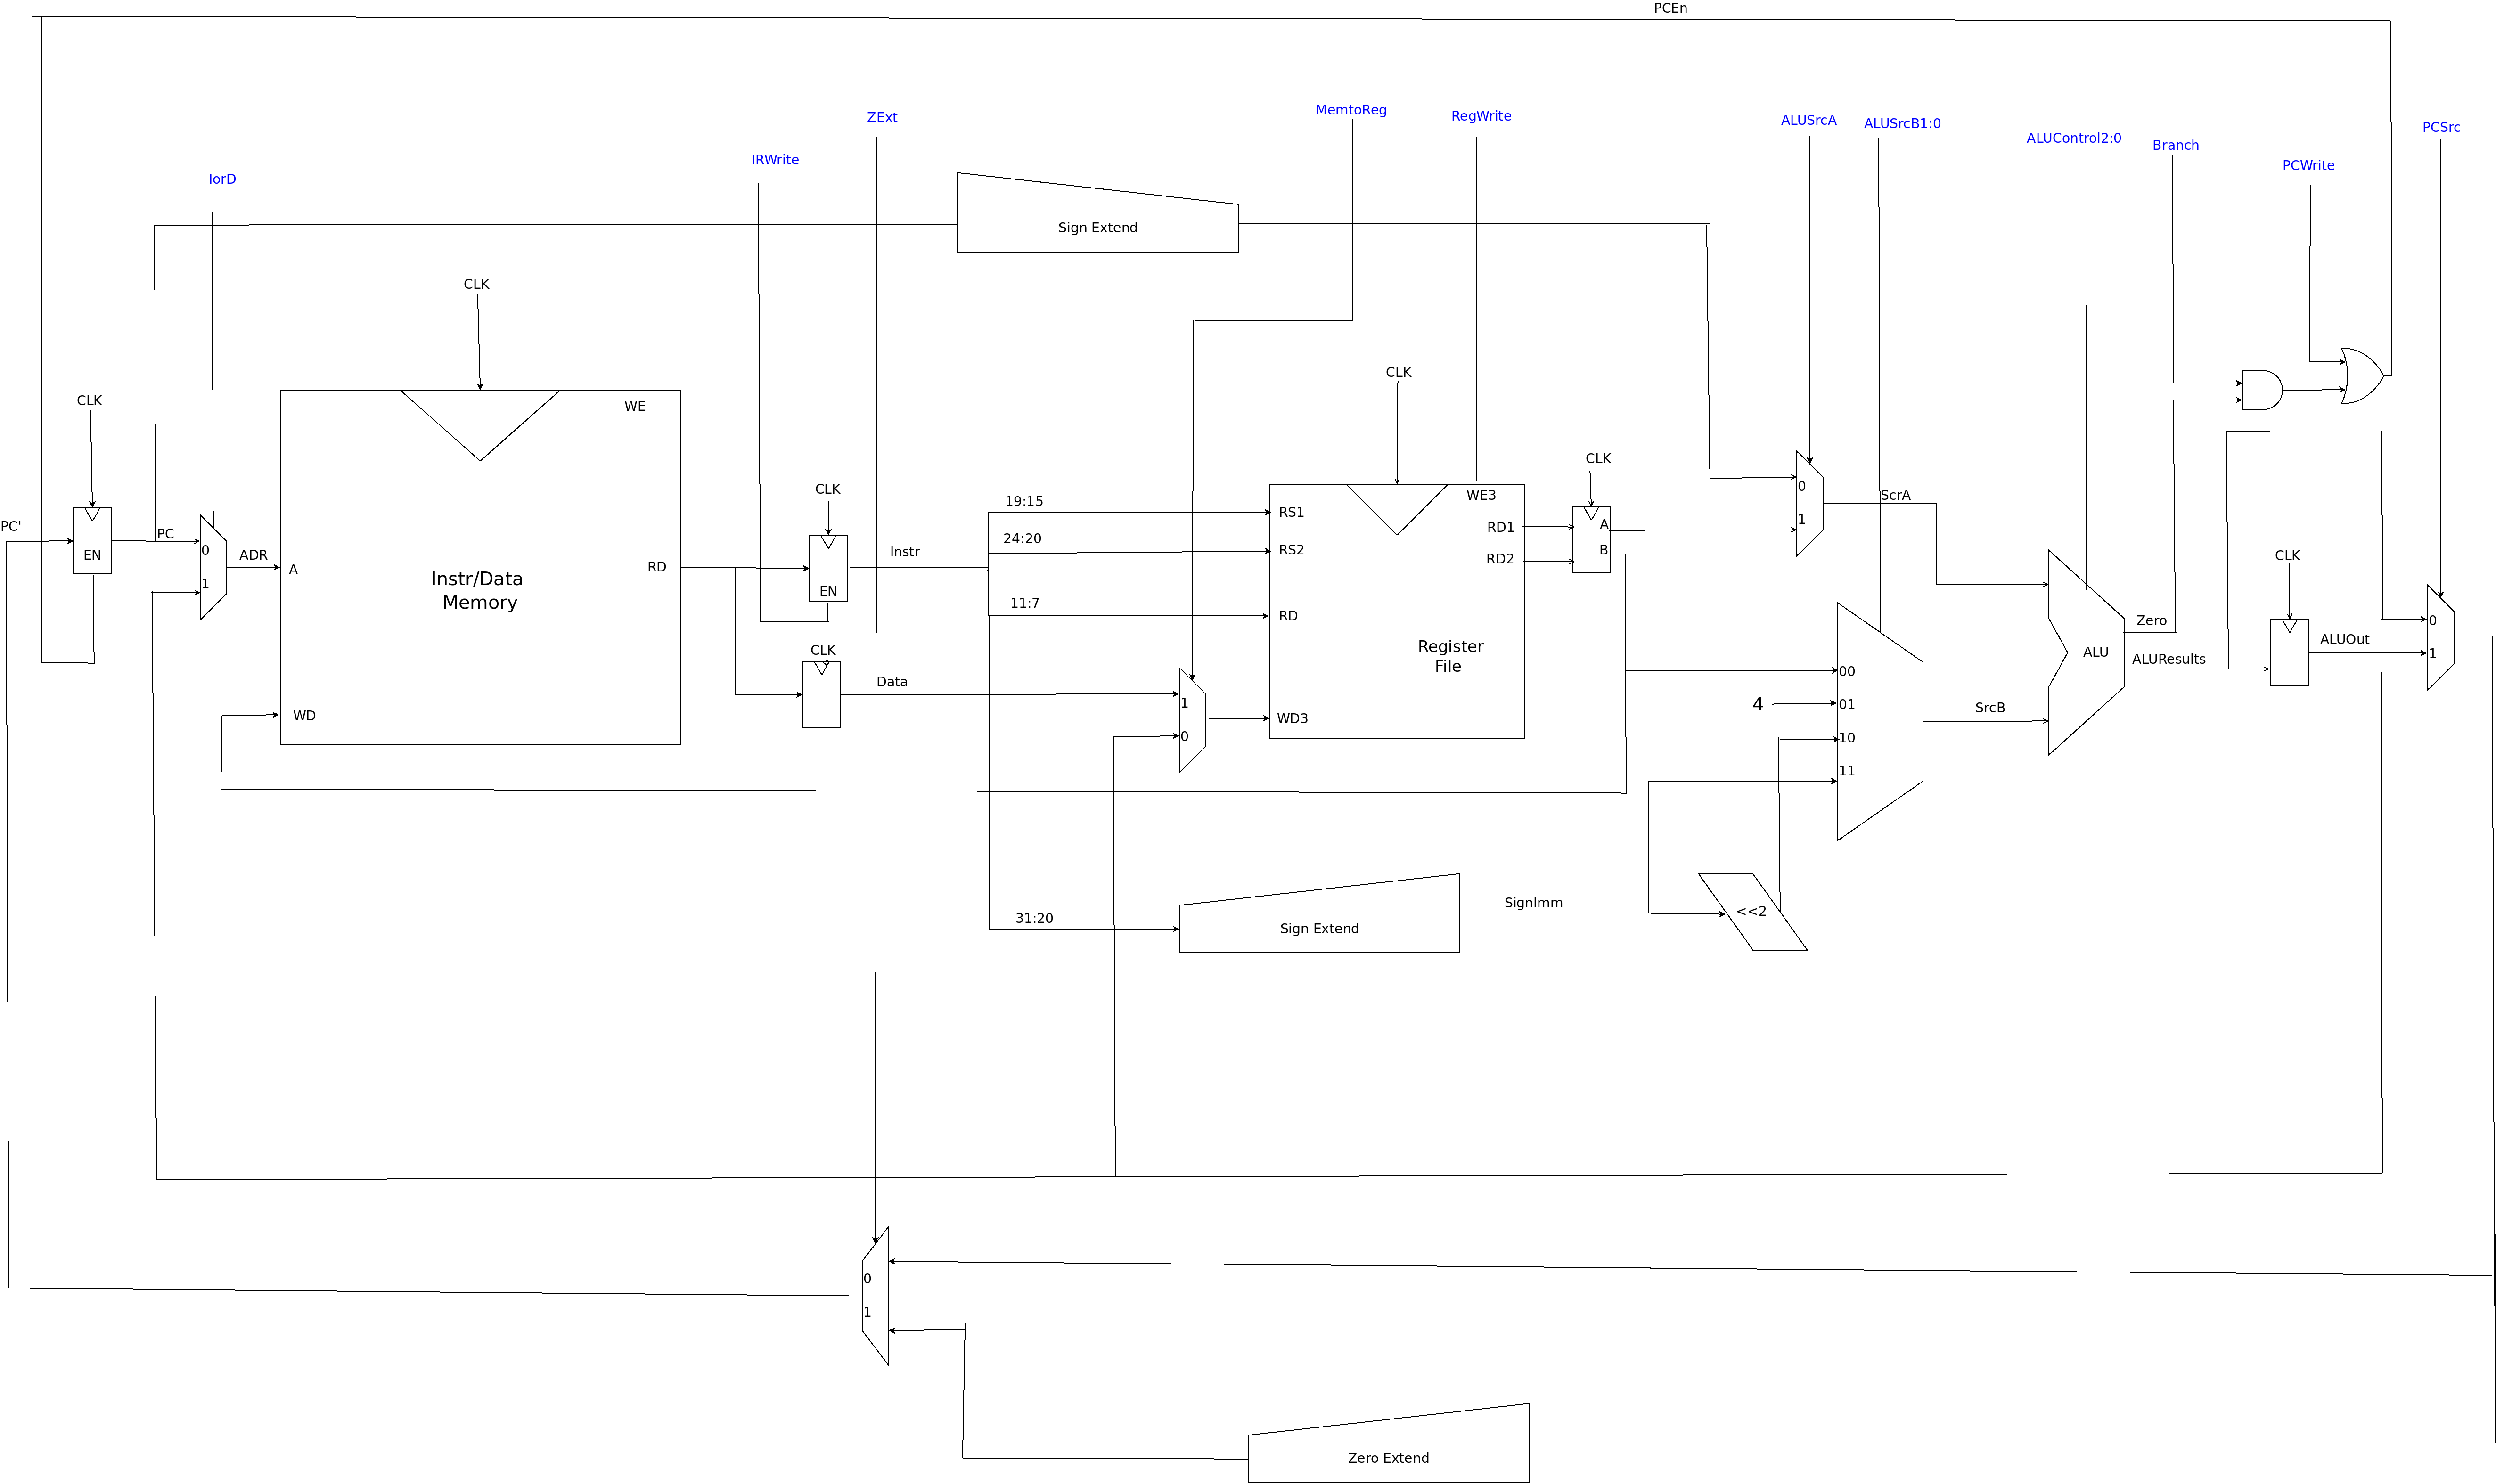 PCEn
MemtoReg
RegWrite
ZExt
ALUSrcA
ALUSrcB1:0
PCSrc
ALUControl2:0
Branch
IRWrite
PCWrite
IorD
Sign Extend
CLK
CLK
CLK
WE
CLK
CLK
WE3
19:15
RS1
ScrA
0
1
PC'
PC
EN
0
1
ADR
A
Instr/Data
Memory
RD
CLK
EN
Instr
24:20
RS2
11:7
RD
RD1
RD2
A
B
CLK
Zero
0
ALUOut
1
Register
File
ALU
ALUResults
CLK
Data
00
4
01
SrcB
1
WD
WD3
0
10
11
SignImm
<<2
31:20
Sign Extend
0
1
Zero Extend